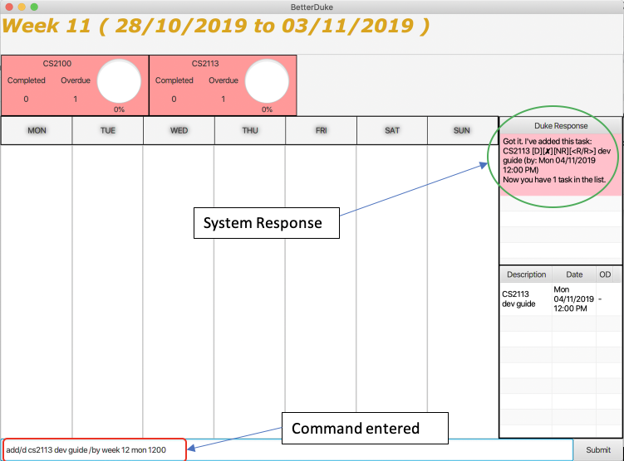 BetterDuke
Week 11 ( 28/10/2019 to 03/11/2019 )
CS2100
Completed Overdue
0 1
0%
CS2113
Completed Overdue
0 1
0%
MON TUE WED THU FRI SAT SUN
Duke Response
Got it. I've added this task:
CS2113 [D][✘][NR][<R/R>] dev
guide (by: Mon 04/11/2019
12:00 PM)
Now you have 1 task in the list.
System Response
Description Date OD
CS2113
dev guide
Mon
04/11/2019
12:00 PM
-
Command entered
add/d cs2113 dev guide /by week 12 mon 1200
Submit